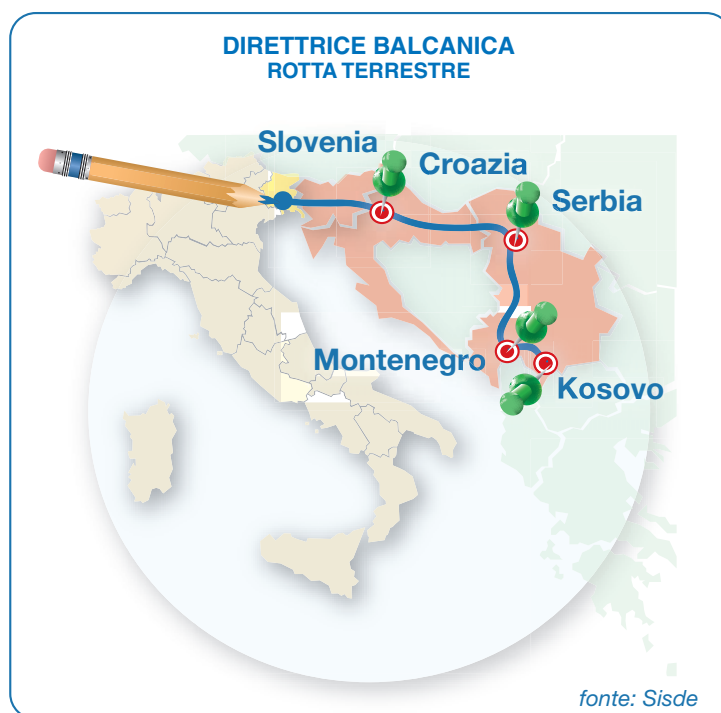 DIRETTRICE BALCANICA
ROTTA TERRESTRE
Slovenia
Croazia
Serbia
Montenegro
Kosovo
fonte: Sisde